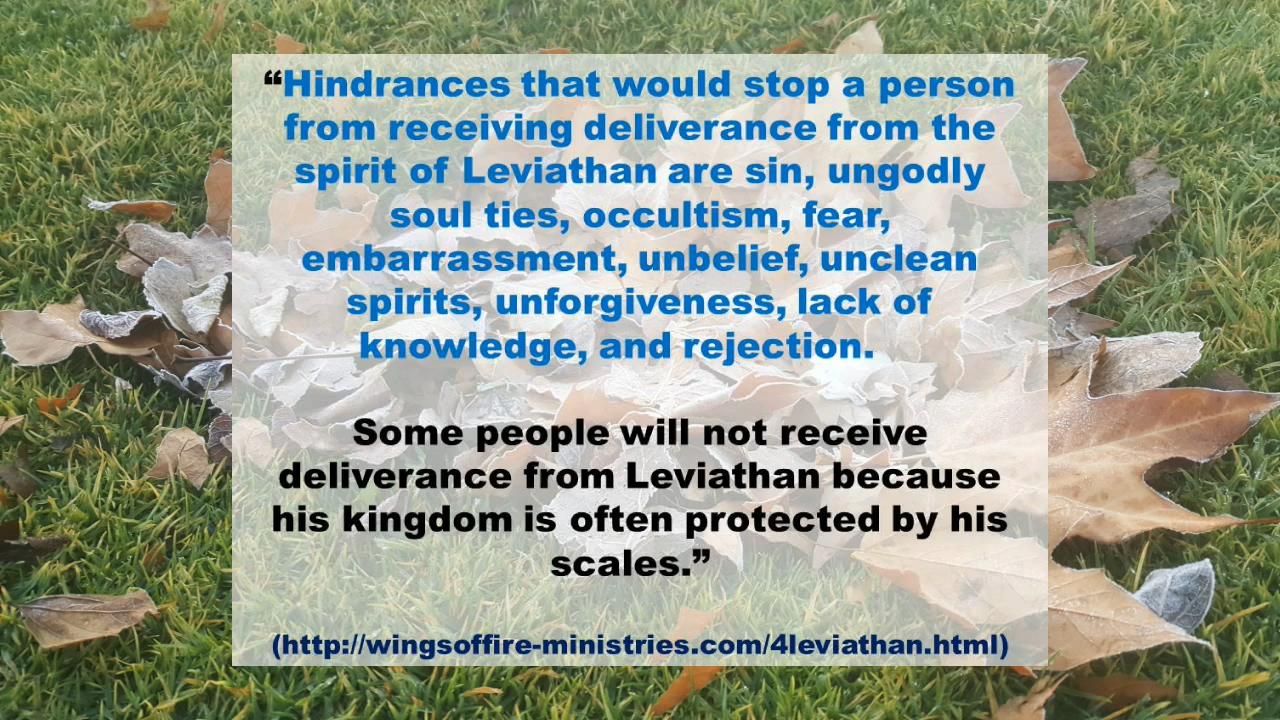 “Hindrances that would stop a person
from receiving deliverance from the
spirit of Leviathan are sin, ungodly
soul ties, occultism, fear,
embarrassment, unbelief, unclean
spirits, unforgiveness, lack of
knowledge, and rejection.
Some people will not receive
deliverance from Leviathan because
his kingdom is often protected by his
scales.”
(http://wingsoffire-ministries.com/4leviathan.html)